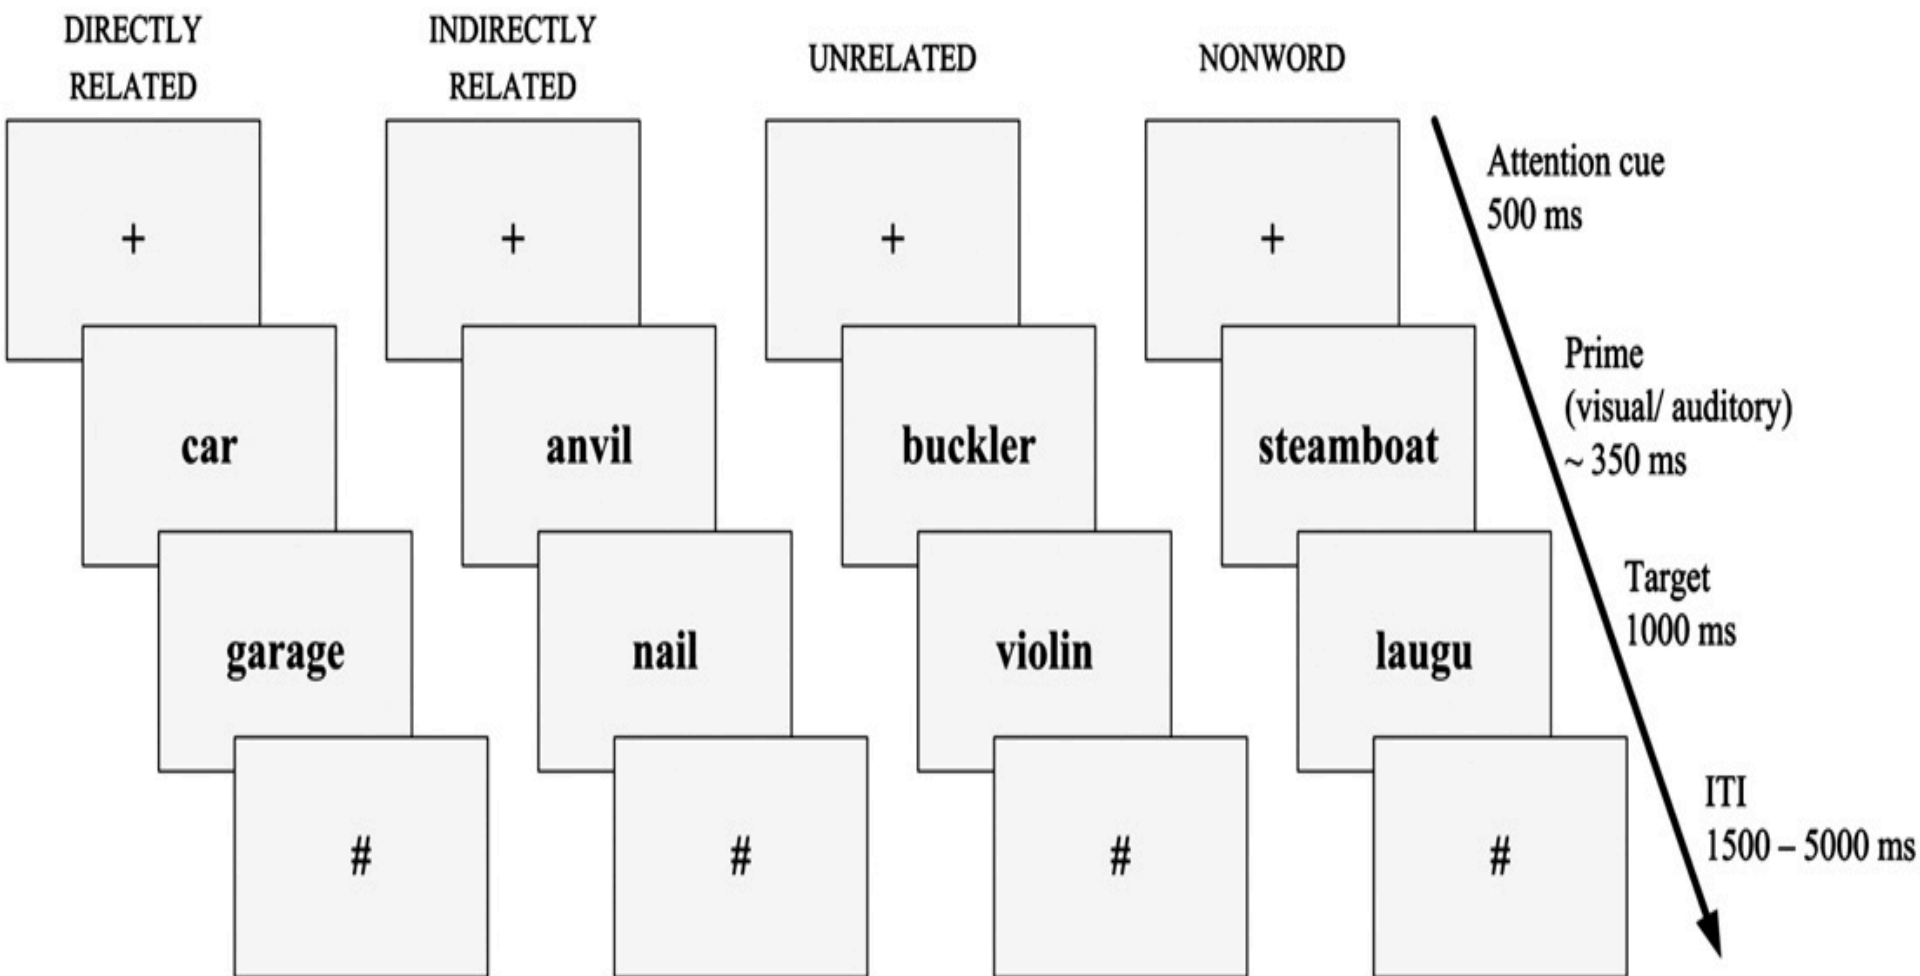 DIRECTLY
RELATED
INDIRECTLY
RELATED
UNRELATED
NONWORD
+
+
+
+
Attention cue
500 ms
car
anvil
buckler
steamboat
Prime
(visual/ auditory)
~ 350 ms
garage
nail
violin
laugu
Target
1000 ms
#
#
#
#
ITI
1500 – 5000 ms